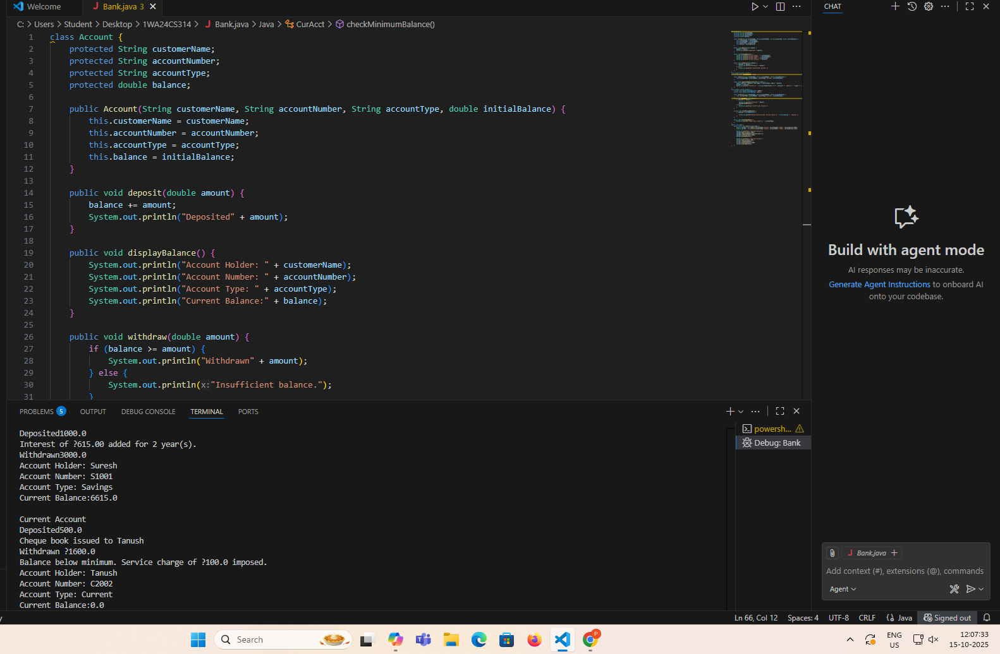 Welcome
Bank.java 3
CHAT
C: > Users > Student > Desktop > 1WA24CS314 > Bank.java > Java > CurAcct > checkMinimumBalance()
1 class Account {
2 protected String customerName;
3 protected String accountNumber;
4 protected String accountType;
5 protected double balance;
6
7 public Account(String customerName, String accountNumber, String accountType, double initialBalance) {
8 this.customerName = customerName;
9 this.accountNumber = accountNumber;
10 this.accountType = accountType;
11 this.balance = initialBalance;
12 }
13
14 public void deposit(double amount) {
15 balance += amount;
16 System.out.println("Deposited" + amount);
17 }
18
19 public void displayBalance() {
20 System.out.println("Account Holder: " + customerName);
21 System.out.println("Account Number: " + accountNumber);
22 System.out.println("Account Type: " + accountType);
23 System.out.println("Current Balance:" + balance);
24 }
25
26 public void withdraw(double amount) {
27 if (balance >= amount) {
28 System.out.println("Withdrawn" + amount);
29 } else {
30 System.out.println(x:"Insufficient balance.");
31 }
Build with agent mode
AI responses may be inaccurate.
Generate Agent Instructions to onboard AI
onto your codebase.
PROBLEMS 5 OUTPUT DEBUG CONSOLE TERMINAL PORTS
powersh...
Debug: Bank
Deposited1000.0
Interest of ?615.00 added for 2 year(s).
Withdrawn3000.0
Account Holder: Suresh
Account Number: S1001
Account Type: Savings
Current Balance:6615.0

Current Account
Deposited500.0
Cheque book issued to Tanush
Withdrawn ?1600.0
Balance below minimum. Service charge of ?100.0 imposed.
Account Holder: Tanush
Account Number: C2002
Account Type: Current
Current Balance:0.0
Bank.java
Add context (#), extensions (@), commands
Agent
Ln 66, Col 12 Spaces: 4 UTF-8 CRLF {} Java Signed out
Search
P
ENG
US
12:07:33
15-10-2025